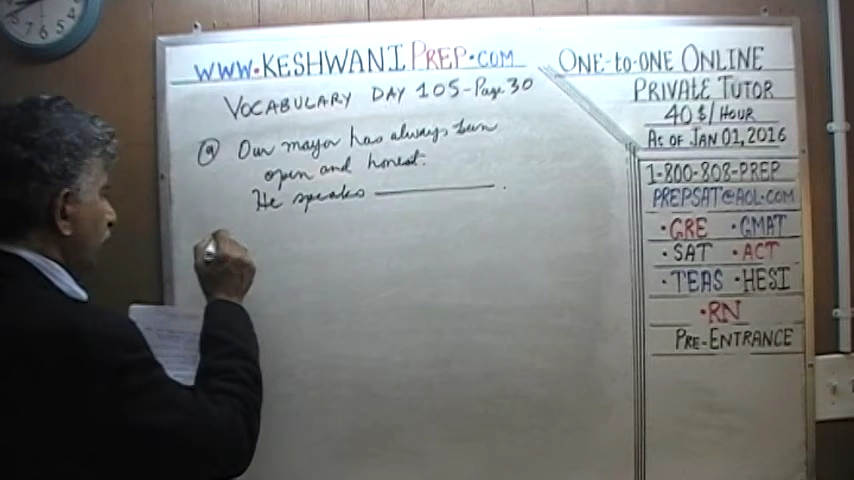 WWW.KESHWANIPREP.COM
VOCABULARY DAY 105-Page 30
(a) Our mayor has always been
open and honest.
He speaks ________.
ONE-TO-ONE ONLINE
PRIVATE TUTOR
40 $/HOUR
AS OF JAN 01, 2016
1-800-808-PREP
PREPSAT@AOL.COM
•GRE •GMAT
•SAT •ACT
•TEAS •HESI
•RN
PRE-ENTRANCE